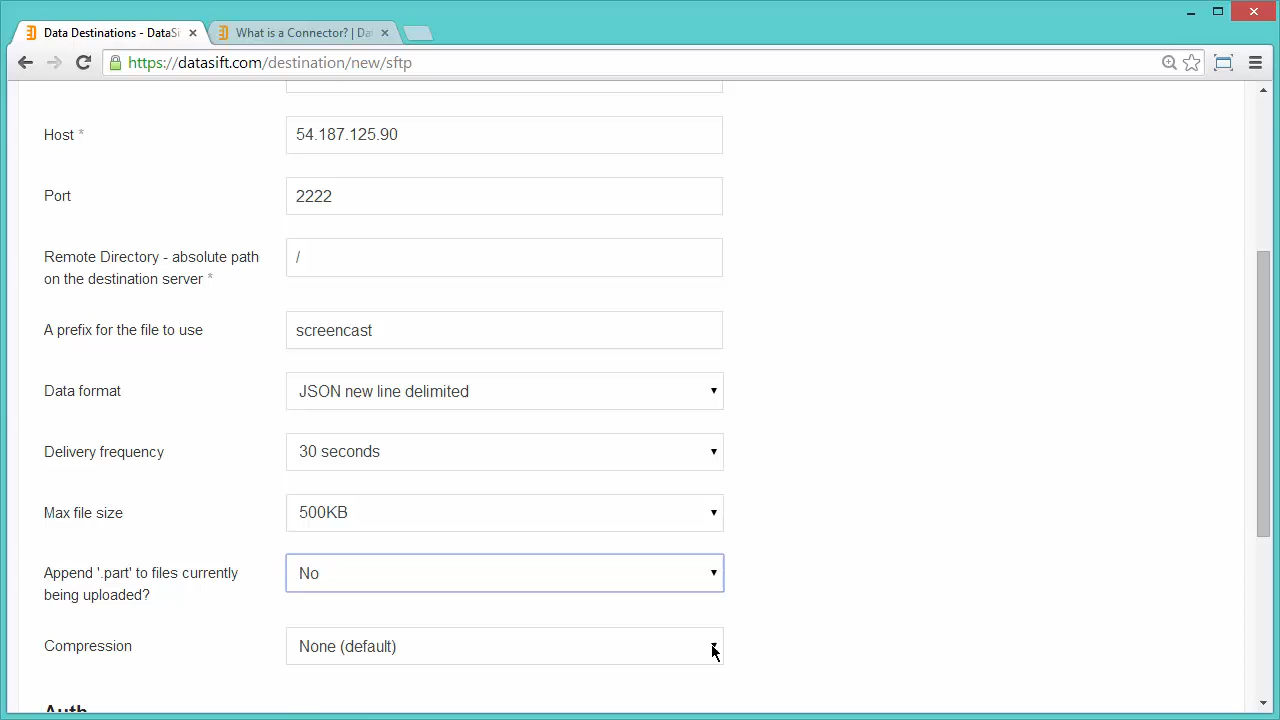 Data Destinations - DataSi
What is a Connector? | Dat
https://datasift.com/destination/new/sftp
Host *
54.187.125.90
Port
2222
Remote Directory - absolute path
on the destination server *
/
A prefix for the file to use
screencast
Data format
JSON new line delimited
Delivery frequency
30 seconds
Max file size
500KB
Append '.part' to files currently
being uploaded?
No
Compression
None (default)
Auth